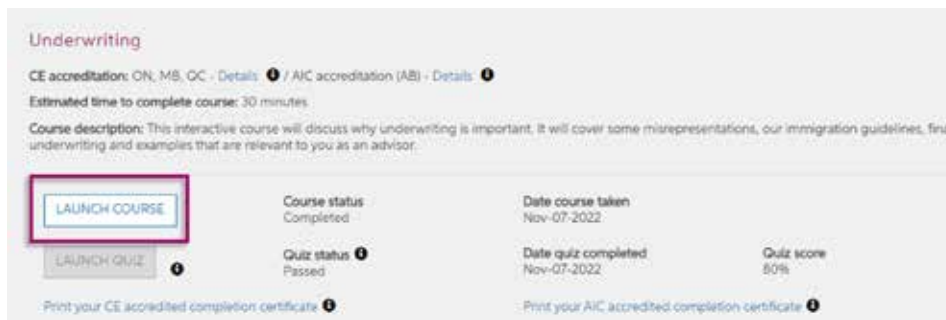 Underwriting
CE accreditation: ON, MB, QC - Details / AIC accreditation (AB) - Details
Estimated time to complete course: 30 minutes
Course description: This interactive course will discuss why underwriting is important. It will cover some misrepresentations, our immigration guidelines, fina
underwriting and examples that are relevant to you as an advisor.
LAUNCH COURSE
Course status
Completed
Date course taken
Nov-07-2022
LAUNCH QUIZ
Quiz status
Passed
Date quiz completed
Nov-07-2022
Quiz score
80%
Print your CE accredited completion certificate
Print your AIC accredited completion certificate